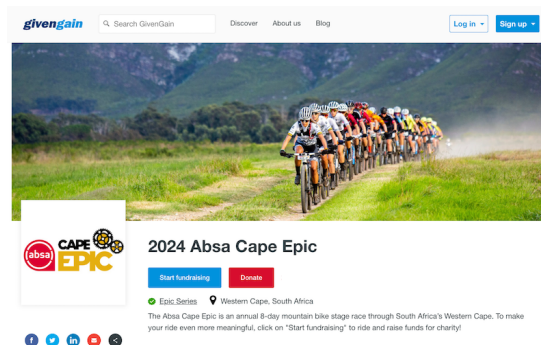 givengain
Search GivenGain
Discover
About us
Blog
Log in
Sign up
absa
CAPE
EPIC
2024 Absa Cape Epic
Start fundraising
Donate
Epic Series
Western Cape, South Africa
The Absa Cape Epic is an annual 8-day mountain bike stage race through South Africa's Western Cape. To make
your ride even more meaningful, click on "Start fundraising" to ride and raise funds for charity!